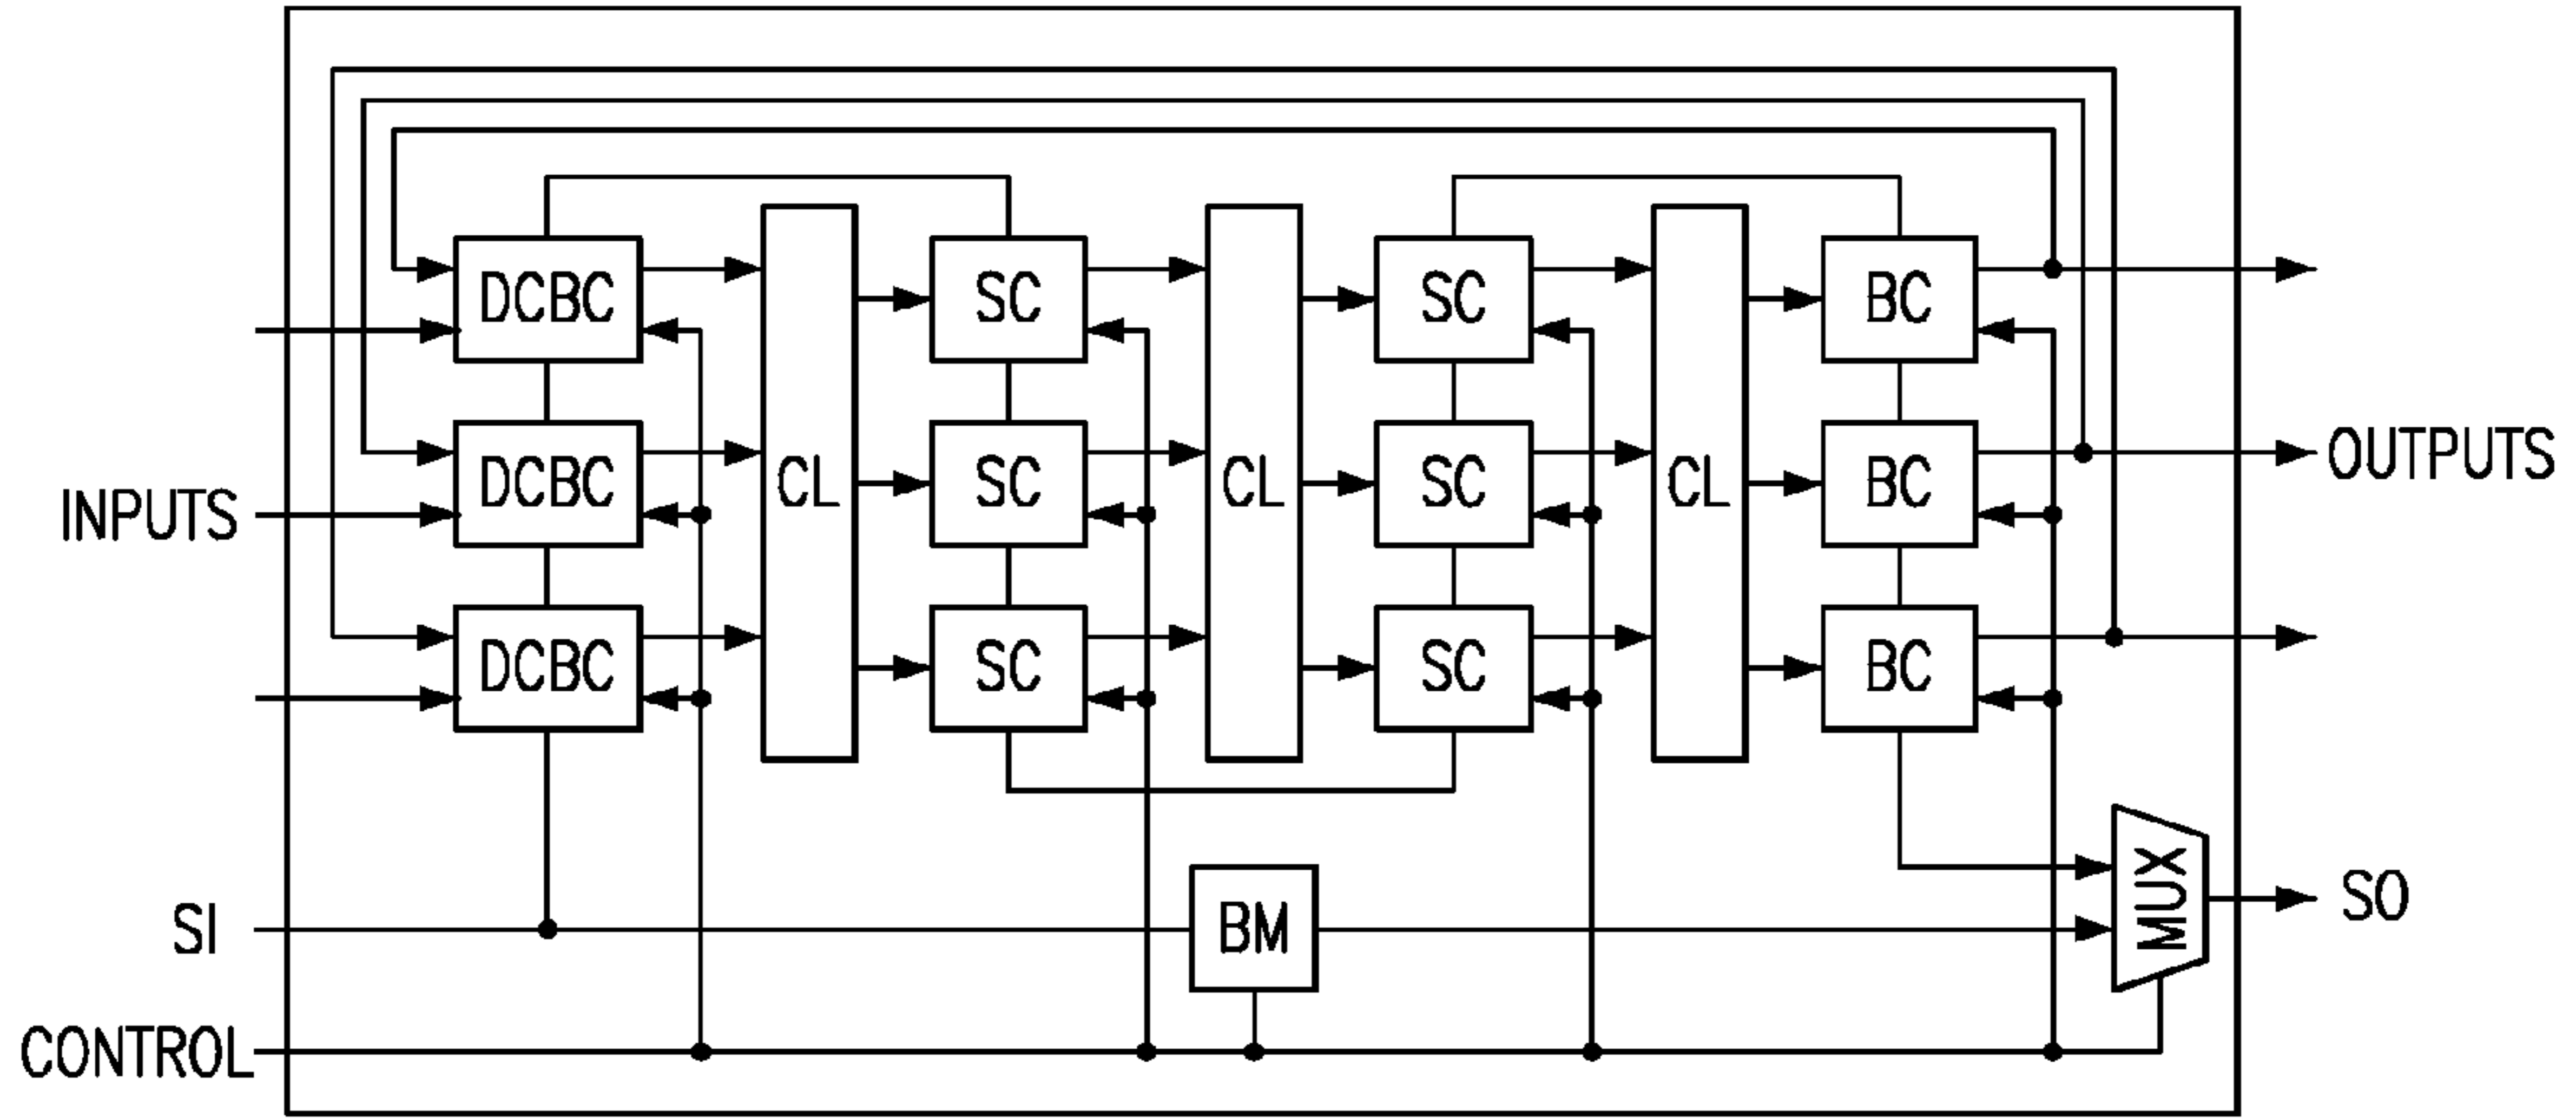 DCBC
SC
SC
BC
DCBC
CL
SC
CL
SC
CL
BC
OUTPUTS
INPUTS
DCBC
SC
SC
BC
MUX
SI
BM
SO
CONTROL